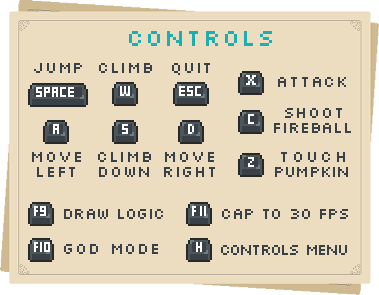 CONTROLS
JUMP CLIMB QUIT
SPACE W ESC
A S D
MOVE LEFT CLIMB DOWN MOVE RIGHT
X ATTACK
C SHOOT FIREBALL
Z TOUCH PUMPKIN
F9 DRAW LOGIC
F11 CAP TO 30 FPS
F10 GOD MODE
H CONTROLS MENU